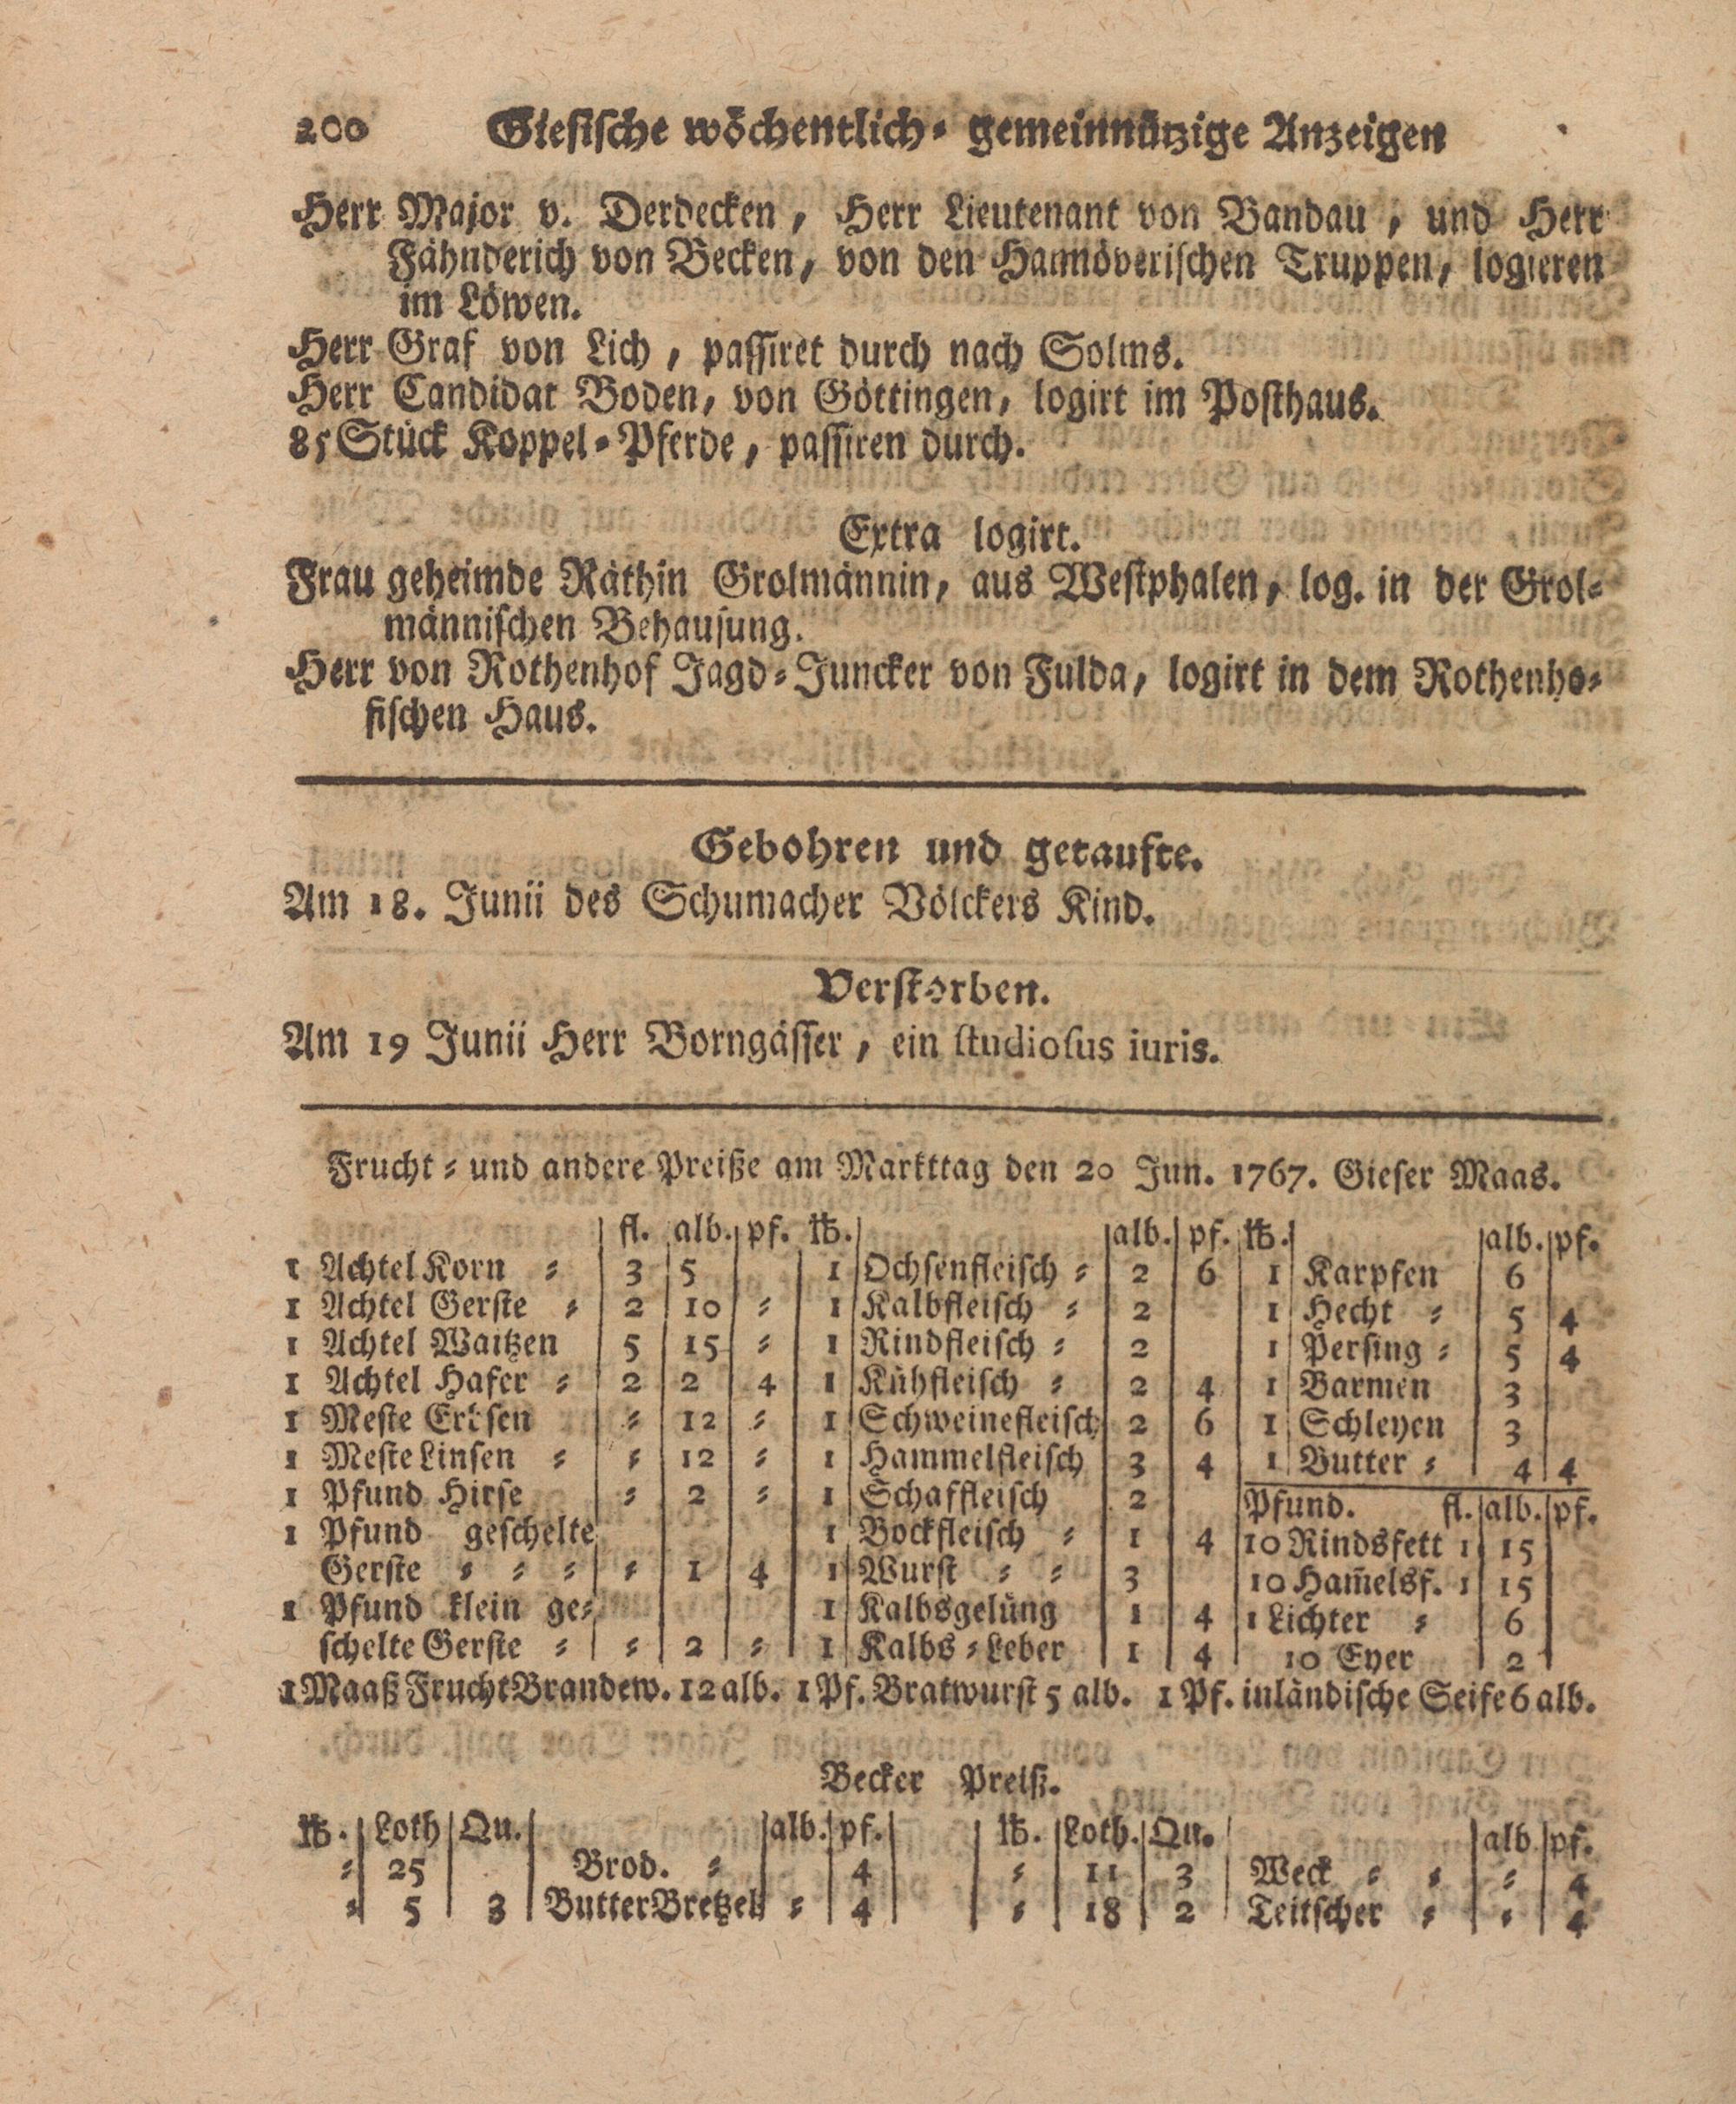 200 Giesische wöchentlich⸗ gemeinnützige Anzeigen
Herr Major v. Derdecken, Herr Lieutenant von Bandau, und Herr
Fähnderich von Becken, von den Hannöverischen Truppen, logieren
im Löwen.
Herr Graf von Lich, passiret durch nach Solms.
Herr Candidat Boden, von Göttingen, logirt im Posthaus.
85 Stück Koppel⸗Pferde, passiren durch.
Extra logirt.
Frau geheimde Räthin Grolmännin, aus Westphalen, log. in der Grol⸗
männischen Behausung.
Herr von Rothenhof Jagd⸗Juncker von Fulda, logirt in dem Rothenho⸗
fischen Haus.
Gebohren und getaufte.
Am 18. Junii des Schumacher Völckers Kind.
Verstorben.
Am 19 Junii Herr Borngässer, ein studiosus iuris.
Frucht⸗ und andere Preiße am Markttag den 20 Jun. 1767. Gieser Maas.
| fl. | alb. | pf. ℔. | | alb. | pf. ℔. | | alb. | pf.
1 Achtel Korn ⸗ | 3 | 5 | | 1 | Ochsenfleisch ⸗ | 2 | 6 | 1 | Karpfen | 6 |
1 Achtel Gerste ⸗ | 2 | 10 | ⸗ | 1 | Kalbfleisch ⸗ | 2 | | 1 | Hecht ⸗ | 5 | 4
1 Achtel Waitzen | 5 | 15 | ⸗ | 1 | Rindfleisch ⸗ | 2 | | 1 | Persing ⸗ | 5 | 4
1 Achtel Hafer ⸗ | 2 | 2 | 4 | 1 | Kühfleisch ⸗ | 2 | 4 | 1 | Barmen | 3 |
1 Meste Erbsen | ⸗ | 12 | ⸗ | 1 | Schweinefleisch | 2 | 6 | 1 | Schleyen | 3 |
1 Meste Linsen ⸗ | ⸗ | 12 | ⸗ | 1 | Hammelfleisch | 3 | 4 | 1 | Butter ⸗ | 4 | 4
1 Pfund Hirse | ⸗ | 2 | ⸗ | 1 | Schaffleisch | 2 | | Pfund. fl. | alb. | pf.
1 Pfund geschelte | | | | 1 | Bockfleisch ⸗ | 1 | 4 | 10 Rindsfett 1 | 15 |
Gerste ⸗ ⸗ ⸗ | ⸗ | 1 | 4 | 1 | Wurst ⸗ ⸗ | 3 | | 10 Ham̄elsf. 1 | 15 |
1 Pfund klein ge⸗ | | | | 1 | Kalbsgelüng | 1 | 4 | 1 Lichter ⸗ | 6 |
schelte Gerste ⸗ | ⸗ | 2 | ⸗ | 1 | Kalbs⸗Leber | 1 | 4 | 10 Eyer | 2 |
1 Maaß Frucht Brandew. 12 alb. 1 Pf. Bratwurst 5 alb. 1 Pf. inländische Seife 6 alb.
Becker Preiß.
℔. | Loth | Qu. | | alb. | pf. | | ℔. | Loth. | Qu. | | alb | pf.
⸗ | 25 | | Brod. ⸗ | | 4 | | ⸗ | 11 | 3 | Weck ⸗ ⸗ | ⸗ | 4
⸗ | 5 | 3 | Butter Bretzel | ⸗ | 4 | | ⸗ | 18 | 2 | Teitscher ⸗ | ⸗ | 4